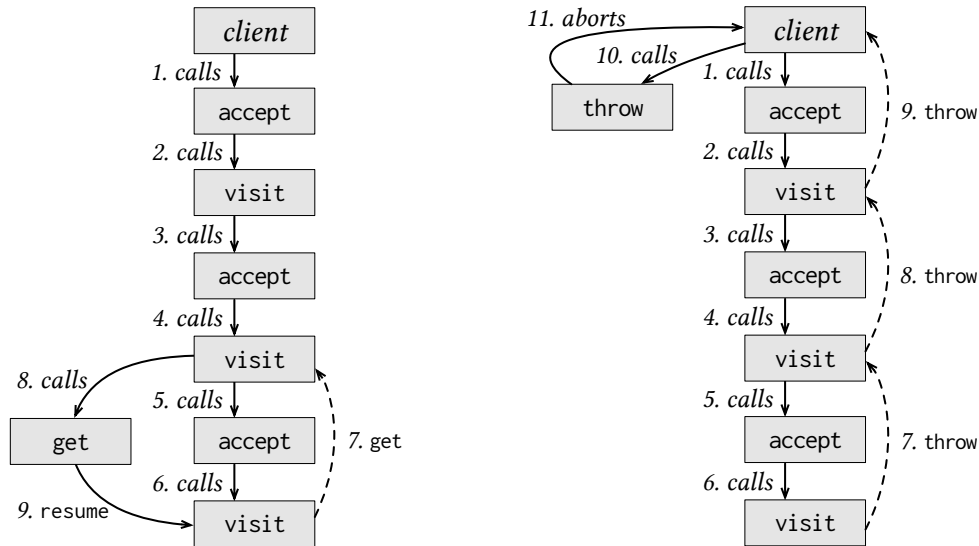 client
1. calls
accept
2. calls
visit
3. calls
accept
4. calls
visit
8. calls
5. calls
get
accept
7. get
6. calls
9. resume
visit
11. aborts
client
10. calls
1. calls
throw
accept
9. throw
2. calls
visit
3. calls
accept
8. throw
4. calls
visit
5. calls
accept
7. throw
6. calls
visit